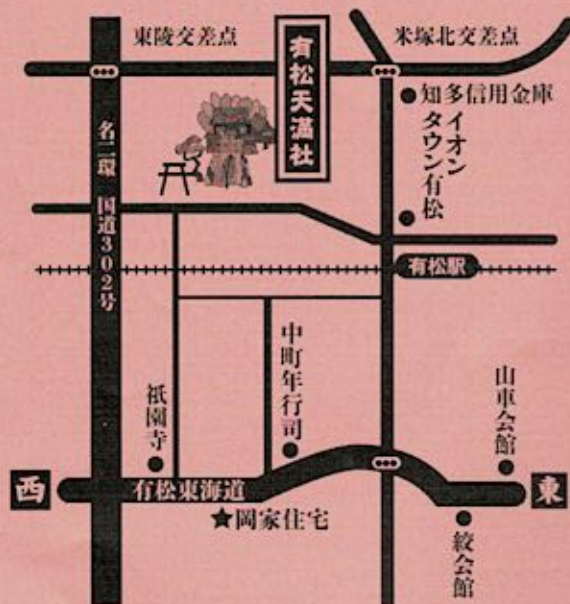 東陵交差点
有松天満社
米塚北交差点
知多信用金庫
イオン
タウン有松
名二環 国道302号
有松駅
中町年行司
祇園寺
山車会館
西
有松東海道
東
★岡家住宅
絞会館